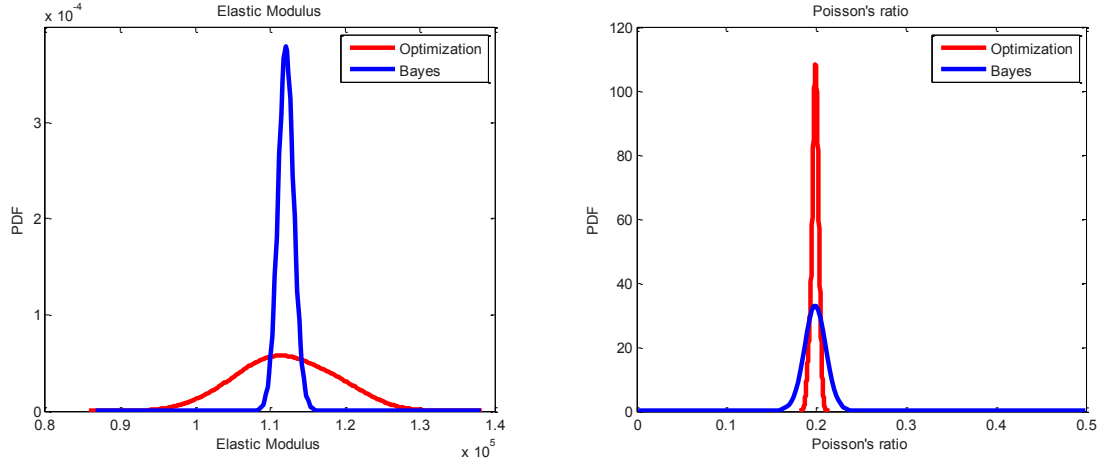 Elastic Modulus
x 10^-4
Optimization
Bayes
3
2
1
0
PDF
0.8 0.9 1 1.1 1.2 1.3 1.4
Elastic Modulus
x 10^5
Poisson's ratio
Optimization
Bayes
120
100
80
60
40
20
0
PDF
0 0.1 0.2 0.3 0.4 0.5
Poisson's ratio